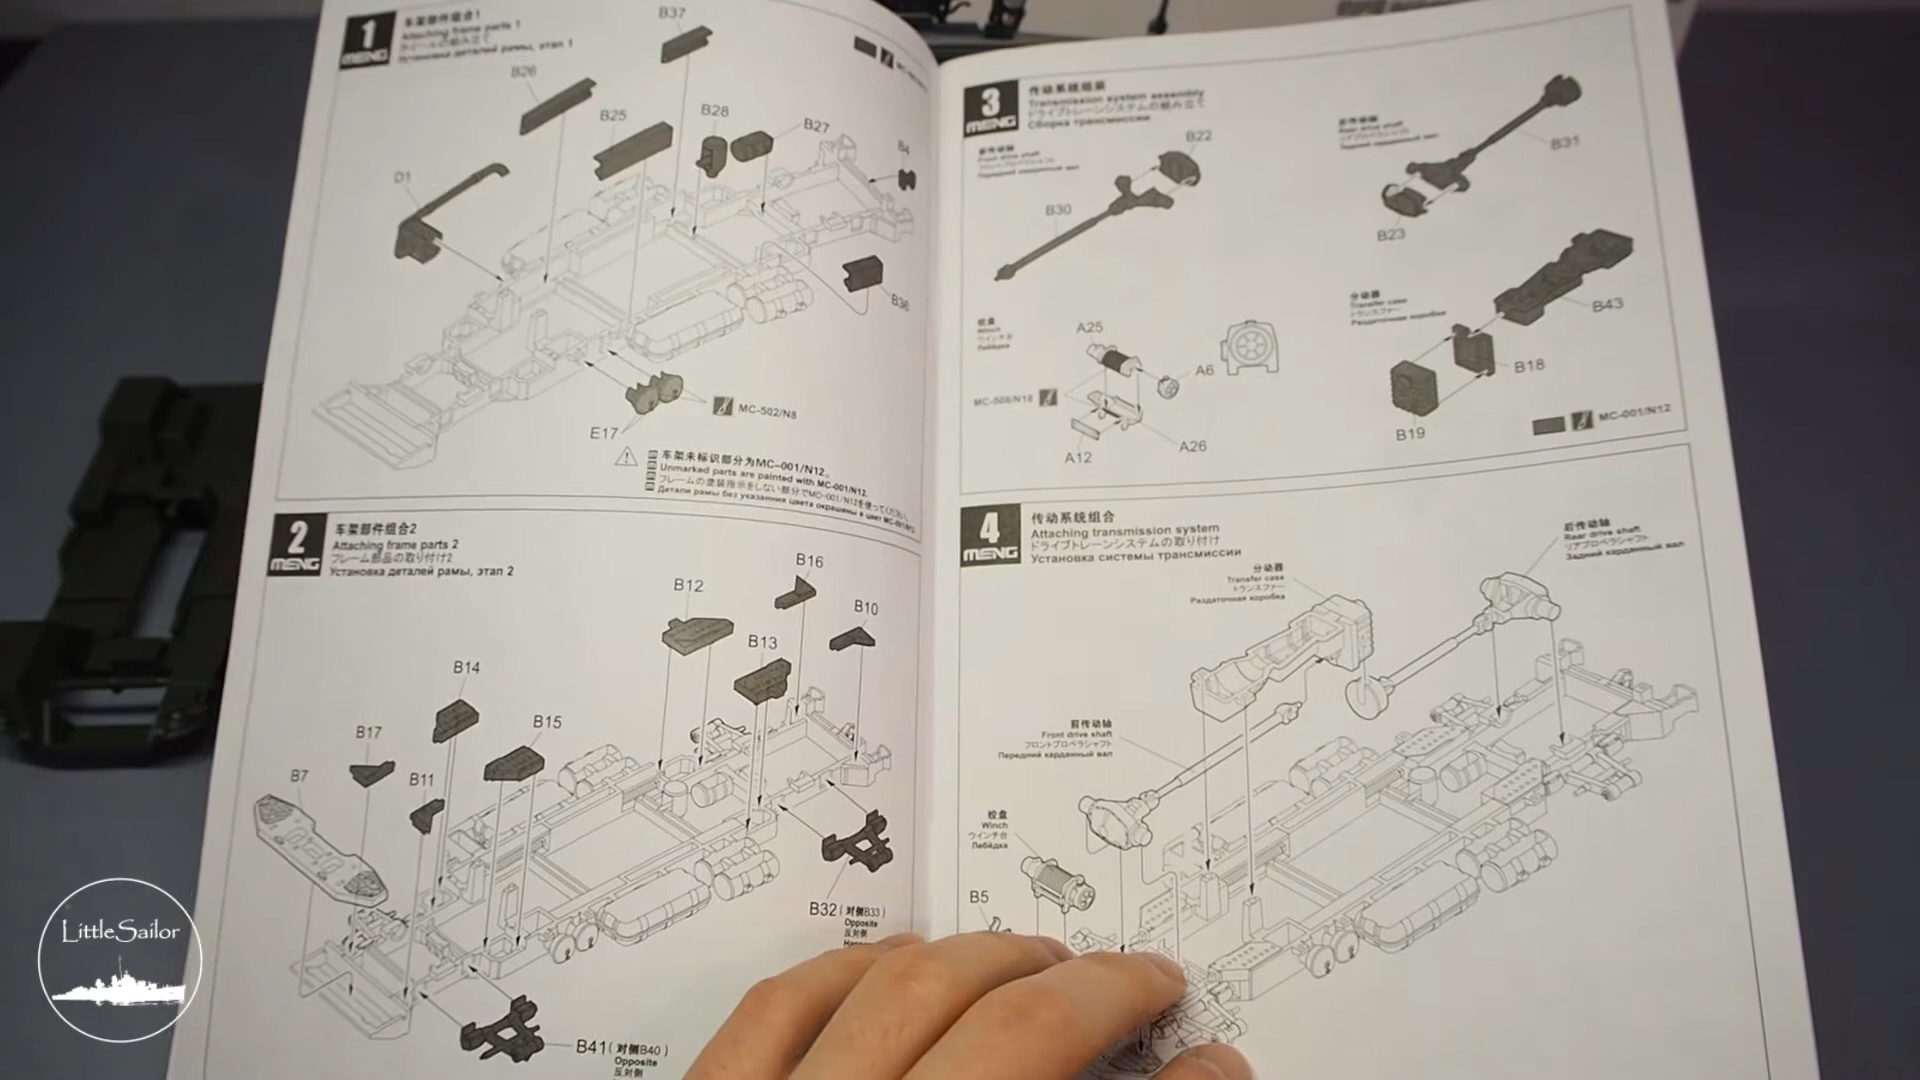 1
MENG
车架部件组合1
Attaching frame parts 1
Установка деталей рамы, этап 1
B37
B26
B25
B28
B27
B4
D1
B36
E17
MC-502/N8
车架未标识部分为MC-001/N12。
Unmarked parts are painted with MC-001/N12.
フレームの塗装指示をしない部分でMC-001/N12を使ってください。
Детали рамы без указания цвета окрашены в цвет MC-001/N12
2
MENG
车架部件组合2
Attaching frame parts 2
フレーム部品の取り付け2
Установка деталей рамы, этап 2
B16
B12
B10
B13
B14
B15
B17
B11
B7
B32(对侧B33)
Opposite
反対側
B41(对侧B40)
Opposite
反対側
3
MENG
传动系统组装
Transmission system assembly
ドライブトレーンシステムの組み立て
Сборка трансмиссии
前传动轴
Front drive shaft
フロントプロペラシャフト
Передний карданный вал
B22
B30
后传动轴
Rear drive shaft
リアプロペラシャフト
Задний карданный вал
B31
B23
绞盘
Winch
ウインチ台
Лебёдка
A25
A6
MC-508/N18
A12
A26
分动器
Transfer case
トランスファー
Раздаточная коробка
B43
B18
B19
MC-001/N12
4
MENG
传动系统组合
Attaching transmission system
ドライブトレーンシステムの取り付け
Установка системы трансмиссии
分动器
Transfer case
トランスファー
Раздаточная коробка
后传动轴
Rear drive shaft
リアプロペラシャフト
Задний карданный вал
前传动轴
Front drive shaft
フロントプロペラシャフト
Передний карданный вал
绞盘
Winch
ウインチ台
Лебёдка
B5
LittleSailor